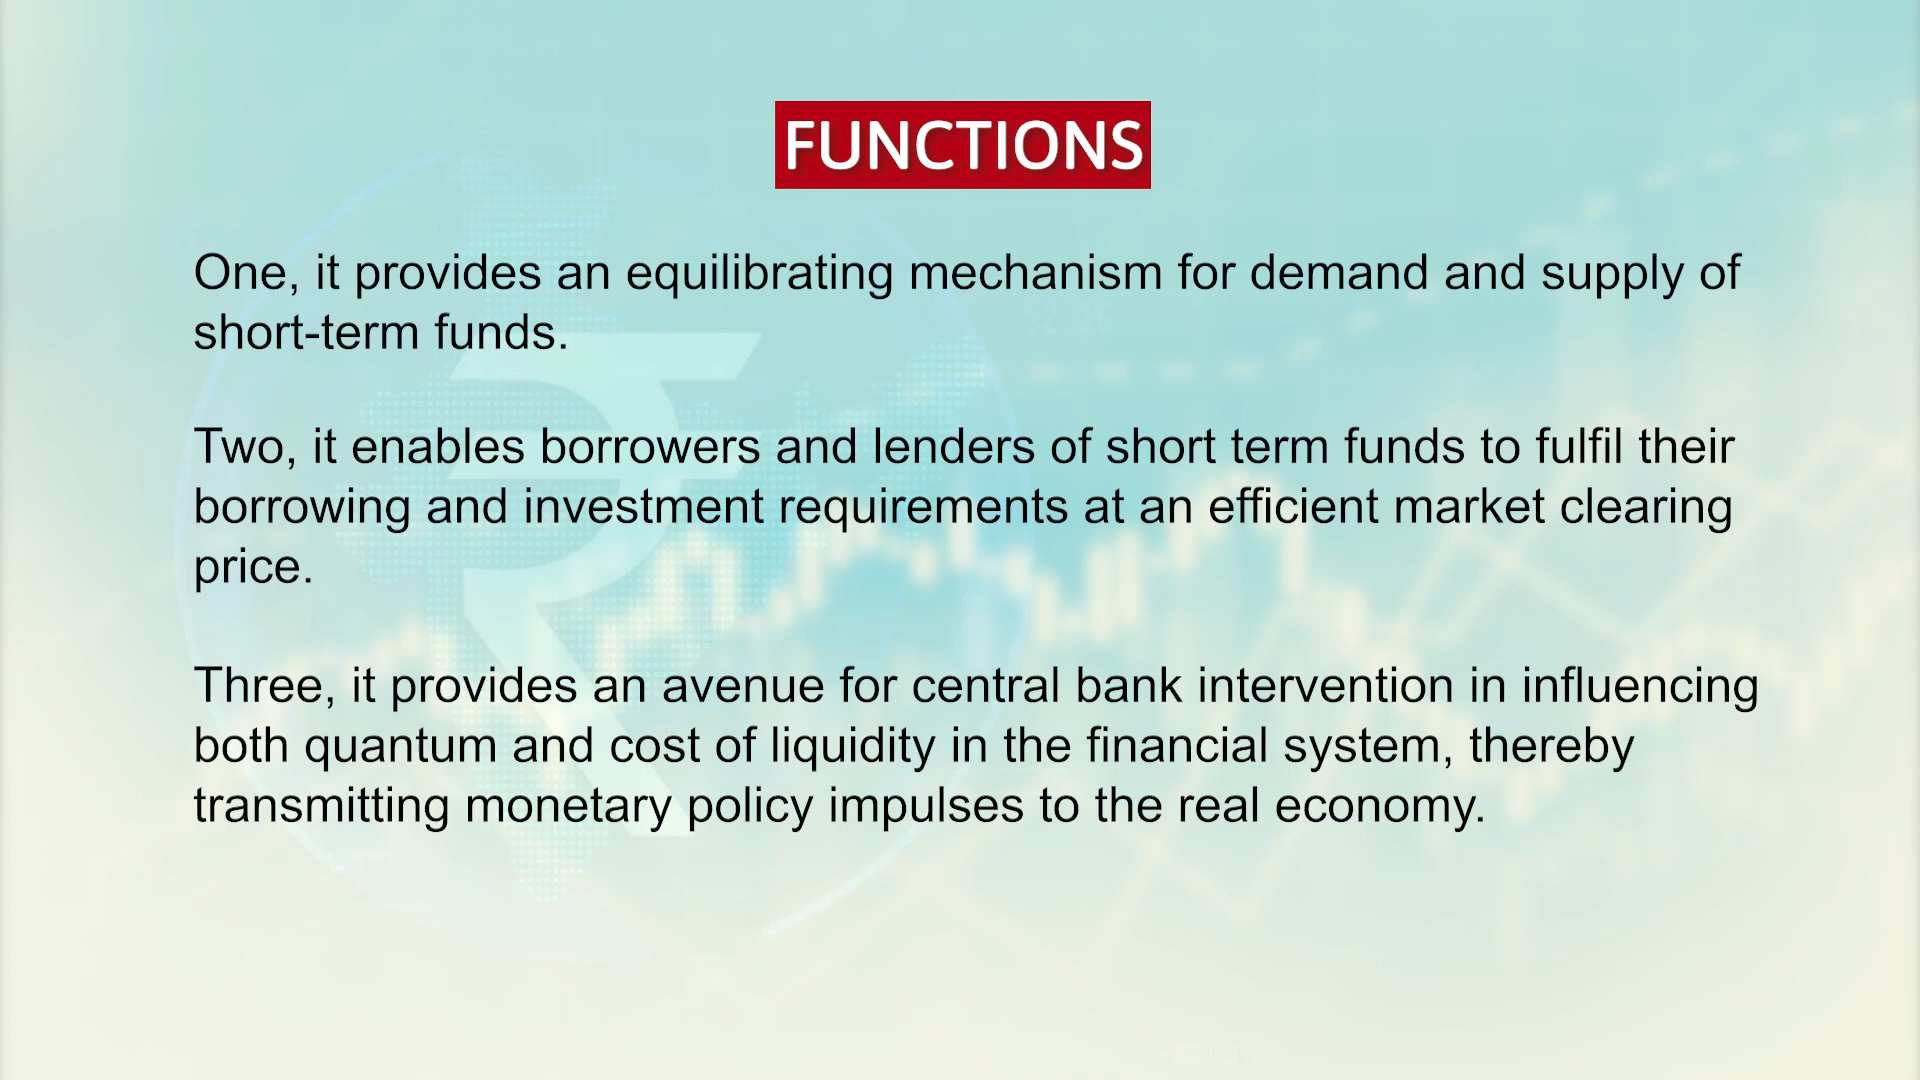 FUNCTIONS
One, it provides an equilibrating mechanism for demand and supply of
short-term funds.
Two, it enables borrowers and lenders of short term funds to fulfil their
borrowing and investment requirements at an efficient market clearing
price.
Three, it provides an avenue for central bank intervention in influencing
both quantum and cost of liquidity in the financial system, thereby
transmitting monetary policy impulses to the real economy.